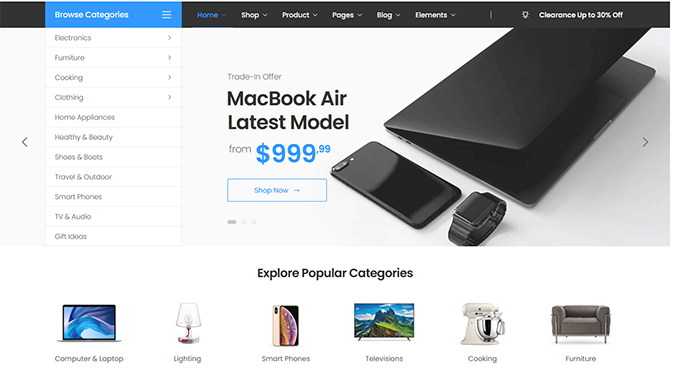 Browse Categories
Home Shop Product Pages Blog Elements
Clearance Up to 30% Off
Electronics
Furniture
Cooking
Clothing
Home Appliances
Healthy & Beauty
Shoes & Boots
Travel & Outdoor
Smart Phones
TV & Audio
Gift Ideas
Trade-In Offer
MacBook Air
Latest Model
from $999,99
Shop Now →
Explore Popular Categories
VIZIO
Computer & Laptop
Lighting
Smart Phones
Televisions
Cooking
Furniture